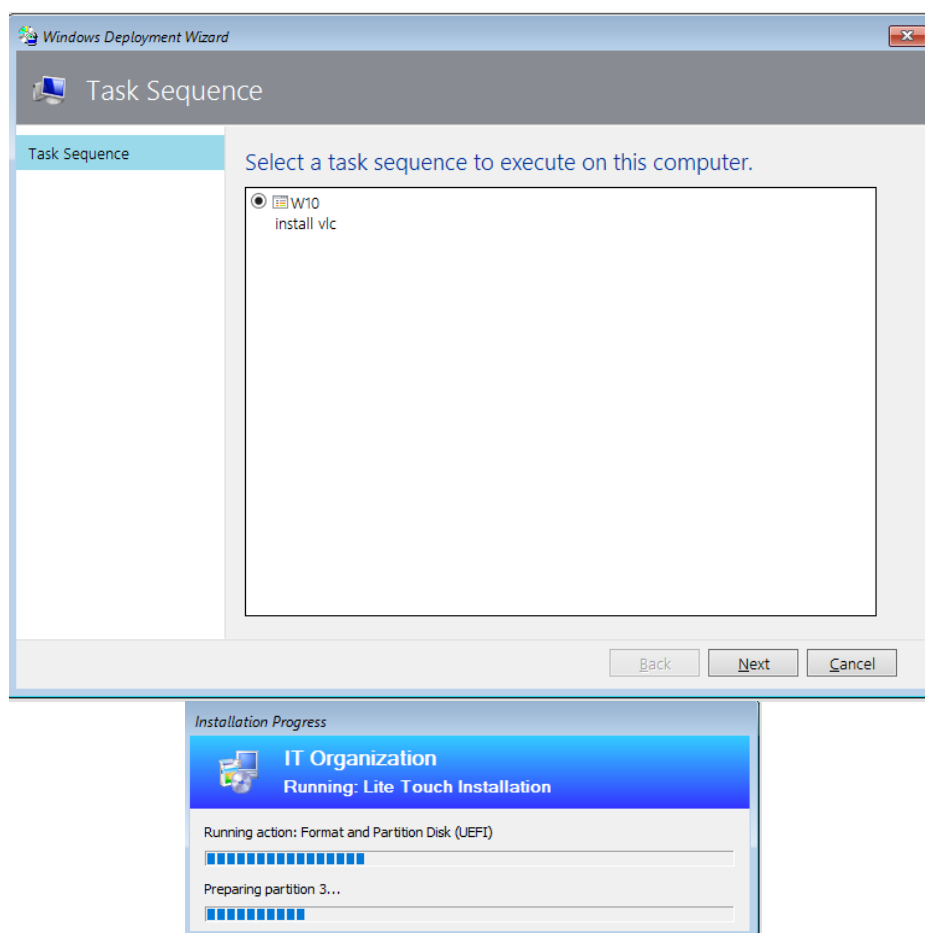 Windows Deployment Wizard
Task Sequence
Task Sequence
Select a task sequence to execute on this computer.
W10
install vlc
Back Next Cancel
Installation Progress
IT Organization
Running: Lite Touch Installation
Running action: Format and Partition Disk (UEFI)
Preparing partition 3...